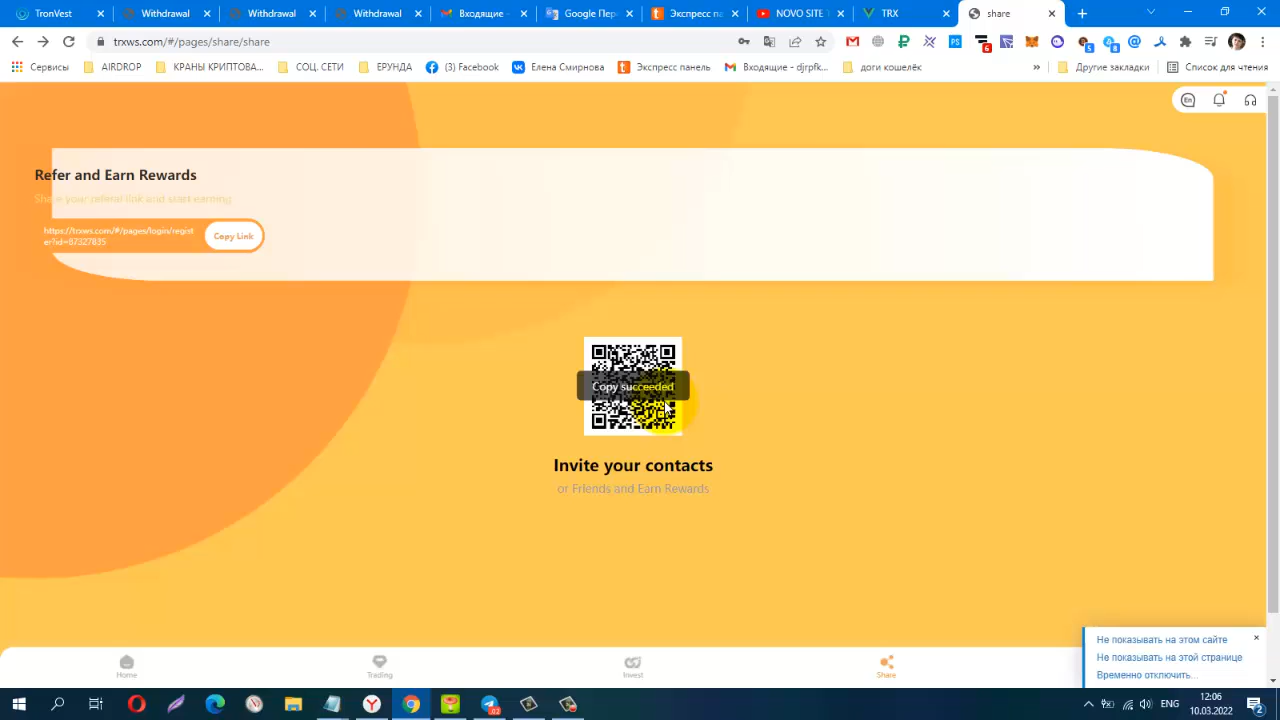 TronVest
Withdrawal
Withdrawal
Withdrawal
Входящие -
Google Пер
Экспресс па
NOVO SITE T
TRX
share
trxws.com/#/pages/share/share
Сервисы
AIRDROP
КРАНЫ КРИПТОВА...
СОЦ. СЕТИ
ЕРУНДА
(3) Facebook
Елена Смирнова
Экспресс панель
Входящие - djrpfk...
доги кошелёк
»
Другие закладки
Список для чтения
En
Refer and Earn Rewards
Share your referal link and start earning
https://trxws.com/#/pages/login/regist
er?id=87327835
Copy Link
Copy succeeded
Invite your contacts
or Friends and Earn Rewards
Не показывать на этом сайте
Не показывать на этой странице
Временно отключить...
Home
Trading
Invest
Share
ENG
12:06
10.03.2022